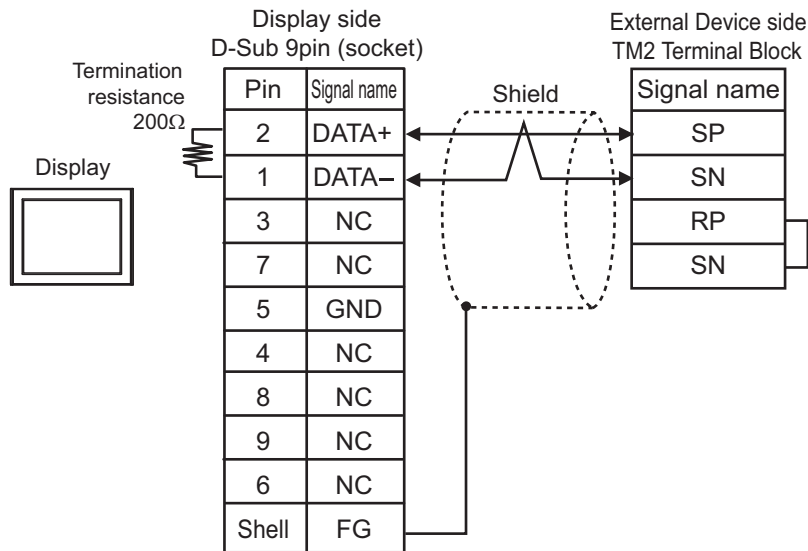 Display side
D-Sub 9pin (socket)
External Device side
TM2 Terminal Block
Termination
resistance
200Ω
Display
Shield
Pin Signal name
2 DATA+
1 DATA−
3 NC
7 NC
5 GND
4 NC
8 NC
9 NC
6 NC
Shell FG
Signal name
SP
SN
RP
SN